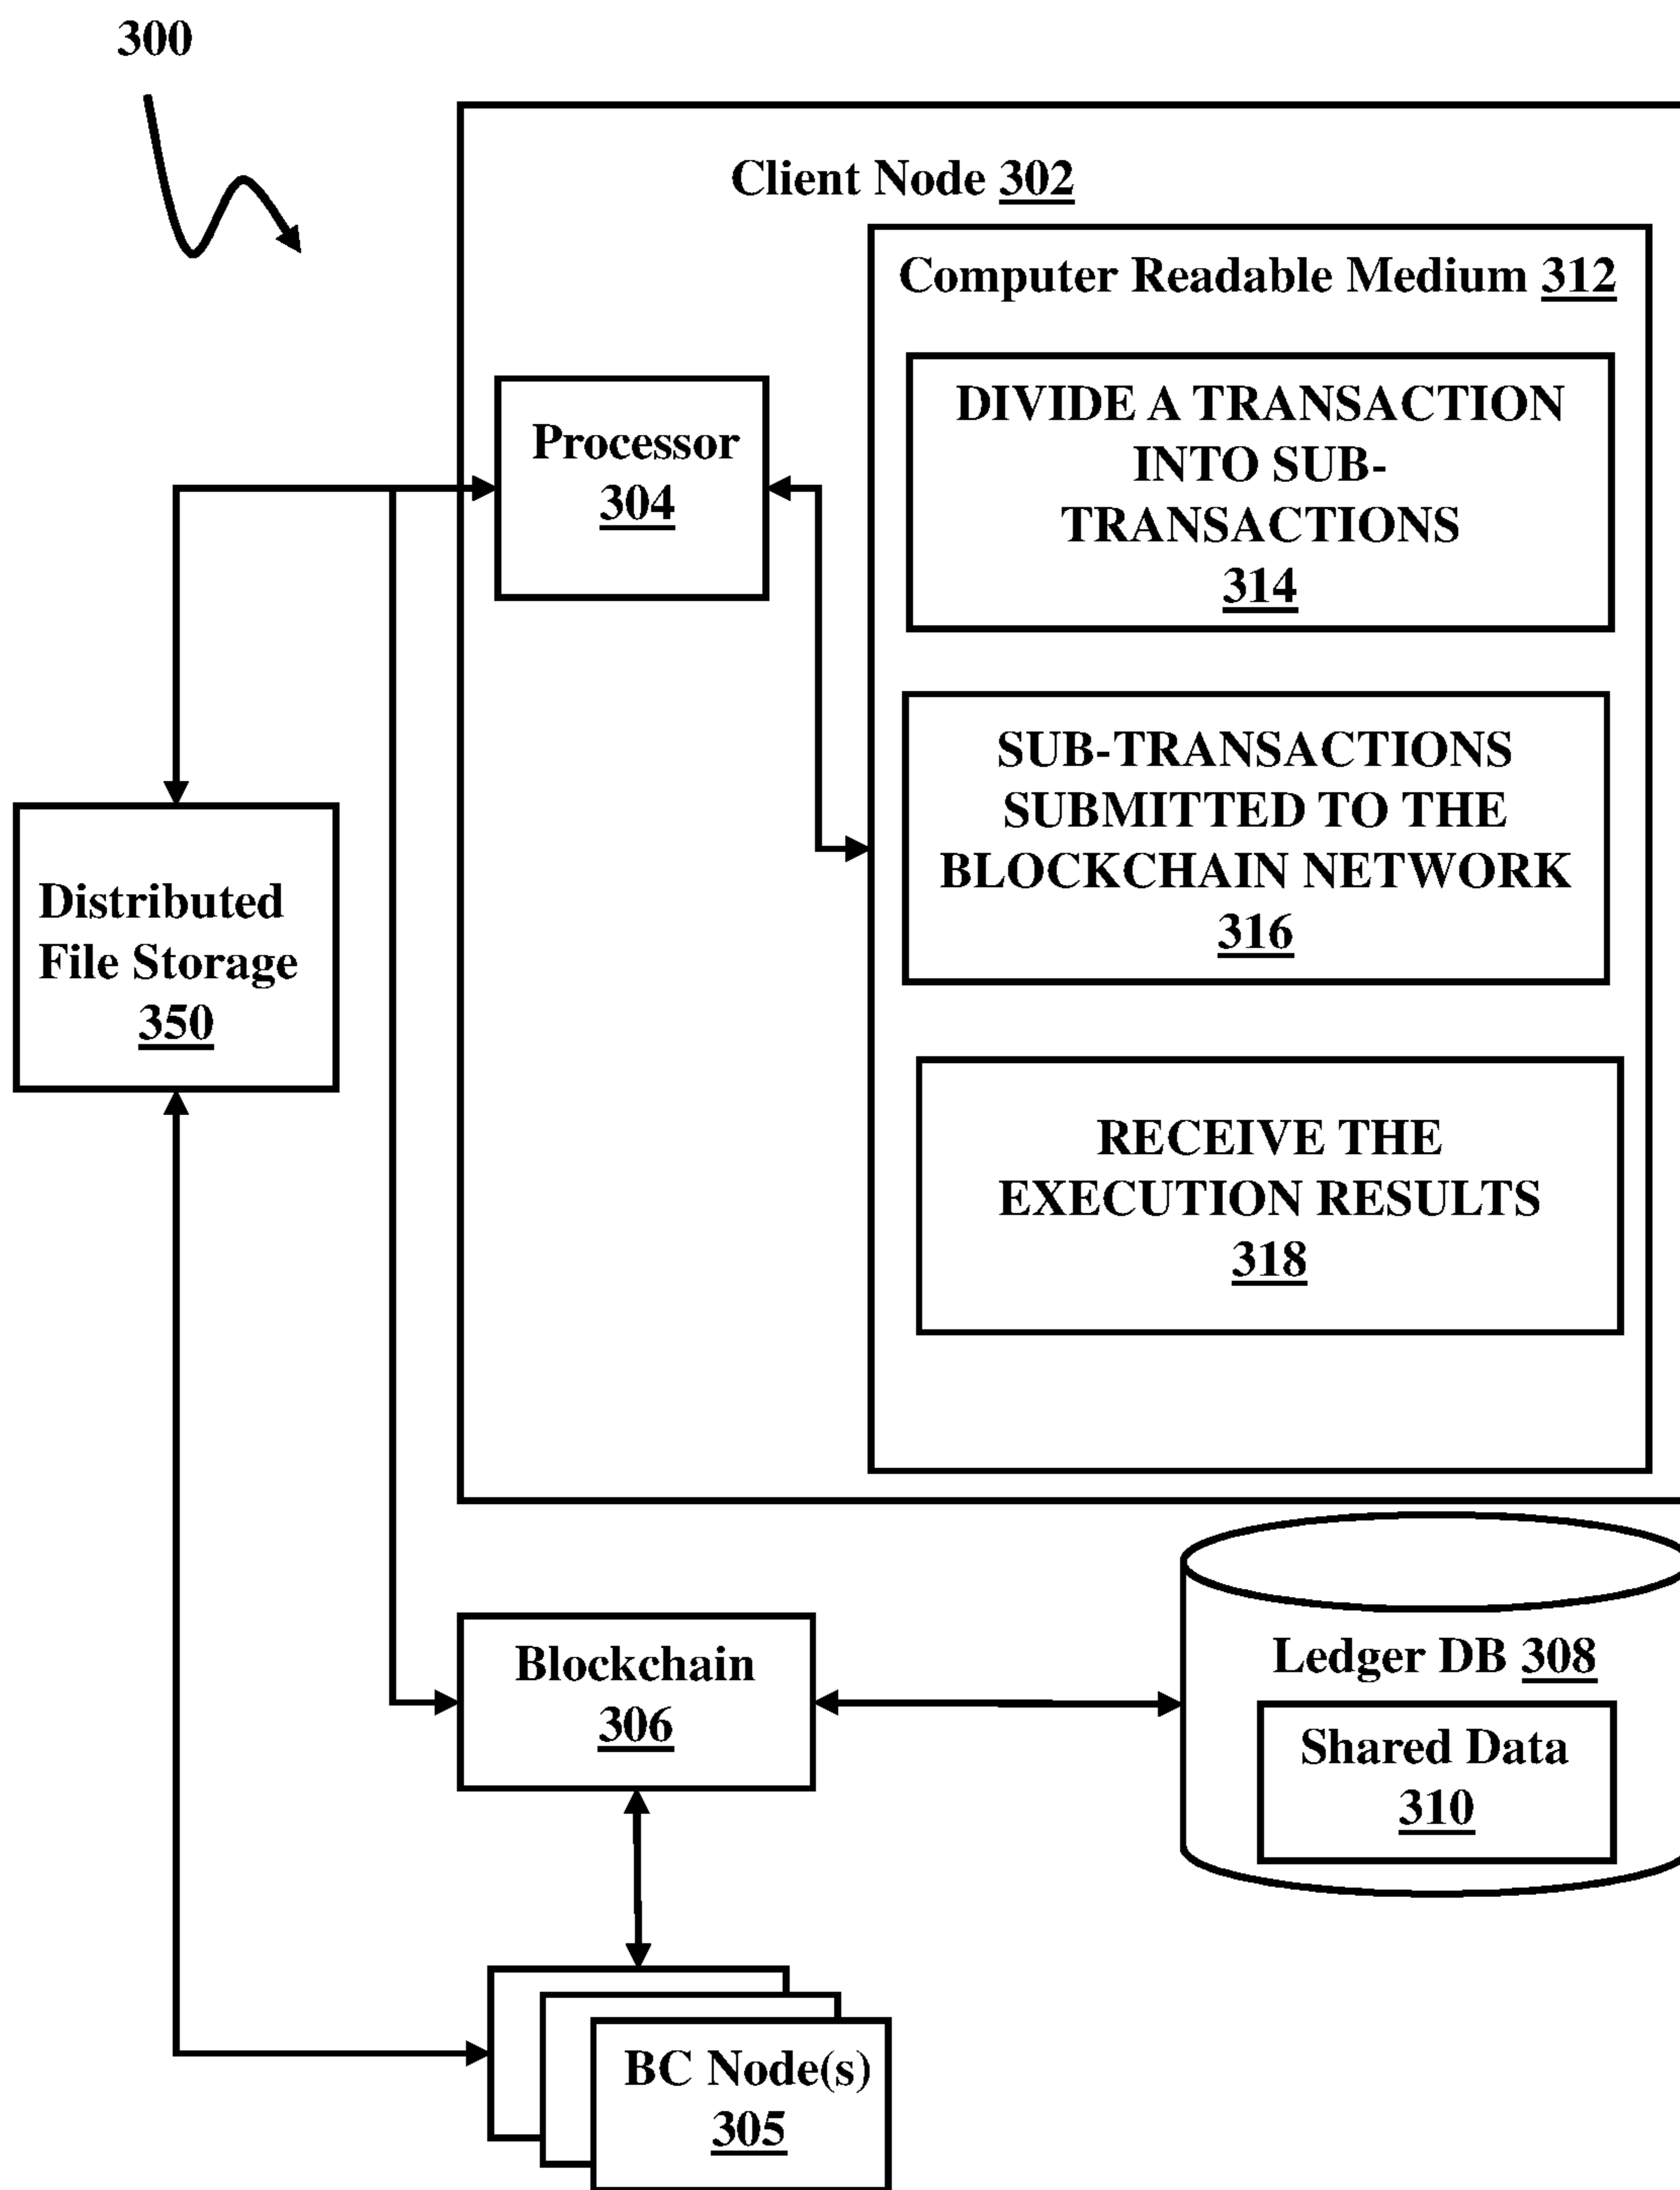 300
Client Node 302
Computer Readable Medium 312
DIVIDE A TRANSACTION
INTO SUB-
TRANSACTIONS
314
Processor
304
SUB-TRANSACTIONS
SUBMITTED TO THE
BLOCKCHAIN NETWORK
316
Distributed
File Storage
350
RECEIVE THE
EXECUTION RESULTS
318
Blockchain
306
Ledger DB 308
Shared Data
310
BC Node(s)
305